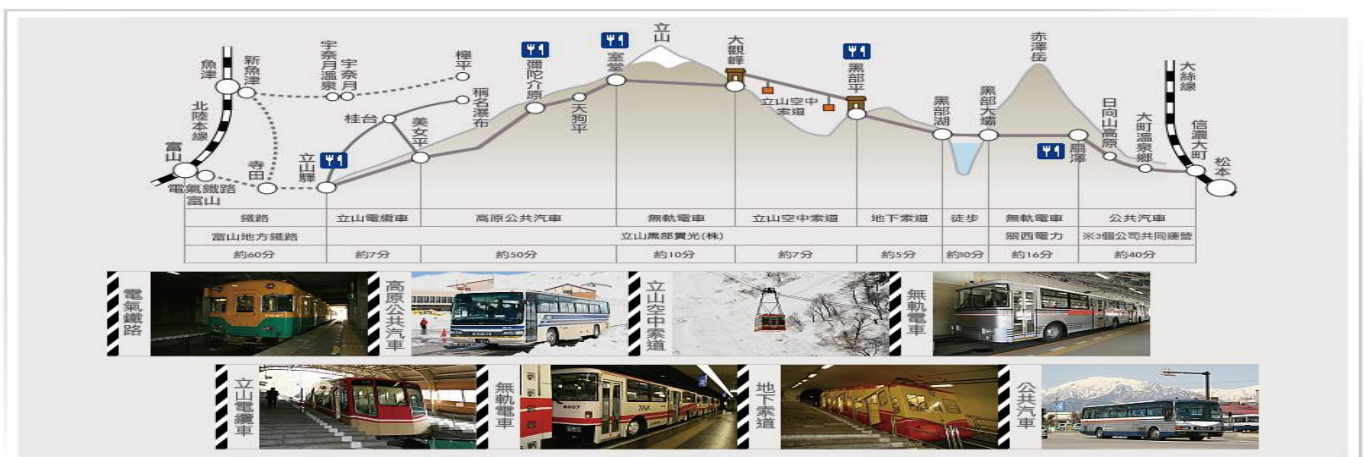 魚津
新魚津
宇奈月溫泉
宇奈月
欅平
彌陀介原
室堂
立山
大觀峰
黑部平
赤澤岳
大絲線
北陸本線
桂台
稱名瀑布
美女平
天狗平
立山空中
索道
黑部湖
黑部大壩
扇澤
日向山高原
大町溫泉鄉
信濃大町
松本
富山
電氣鐵路
富山
寺田
立山驛
鐵路 立山電纜車 高原公共汽車 無軌電車 立山空中索道 地下索道 徒步 無軌電車 公共汽車
富山地方鐵路 立山黑部貫光(株) 關西電力 ※3個公司共同運營
約60分 約7分 約50分 約10分 約7分 約5分 約10分 約16分 約40分
電氣鐵路
高原公共汽車
立山空中索道
無軌電車
立山電纜車
無軌電車
地下索道
公共汽車